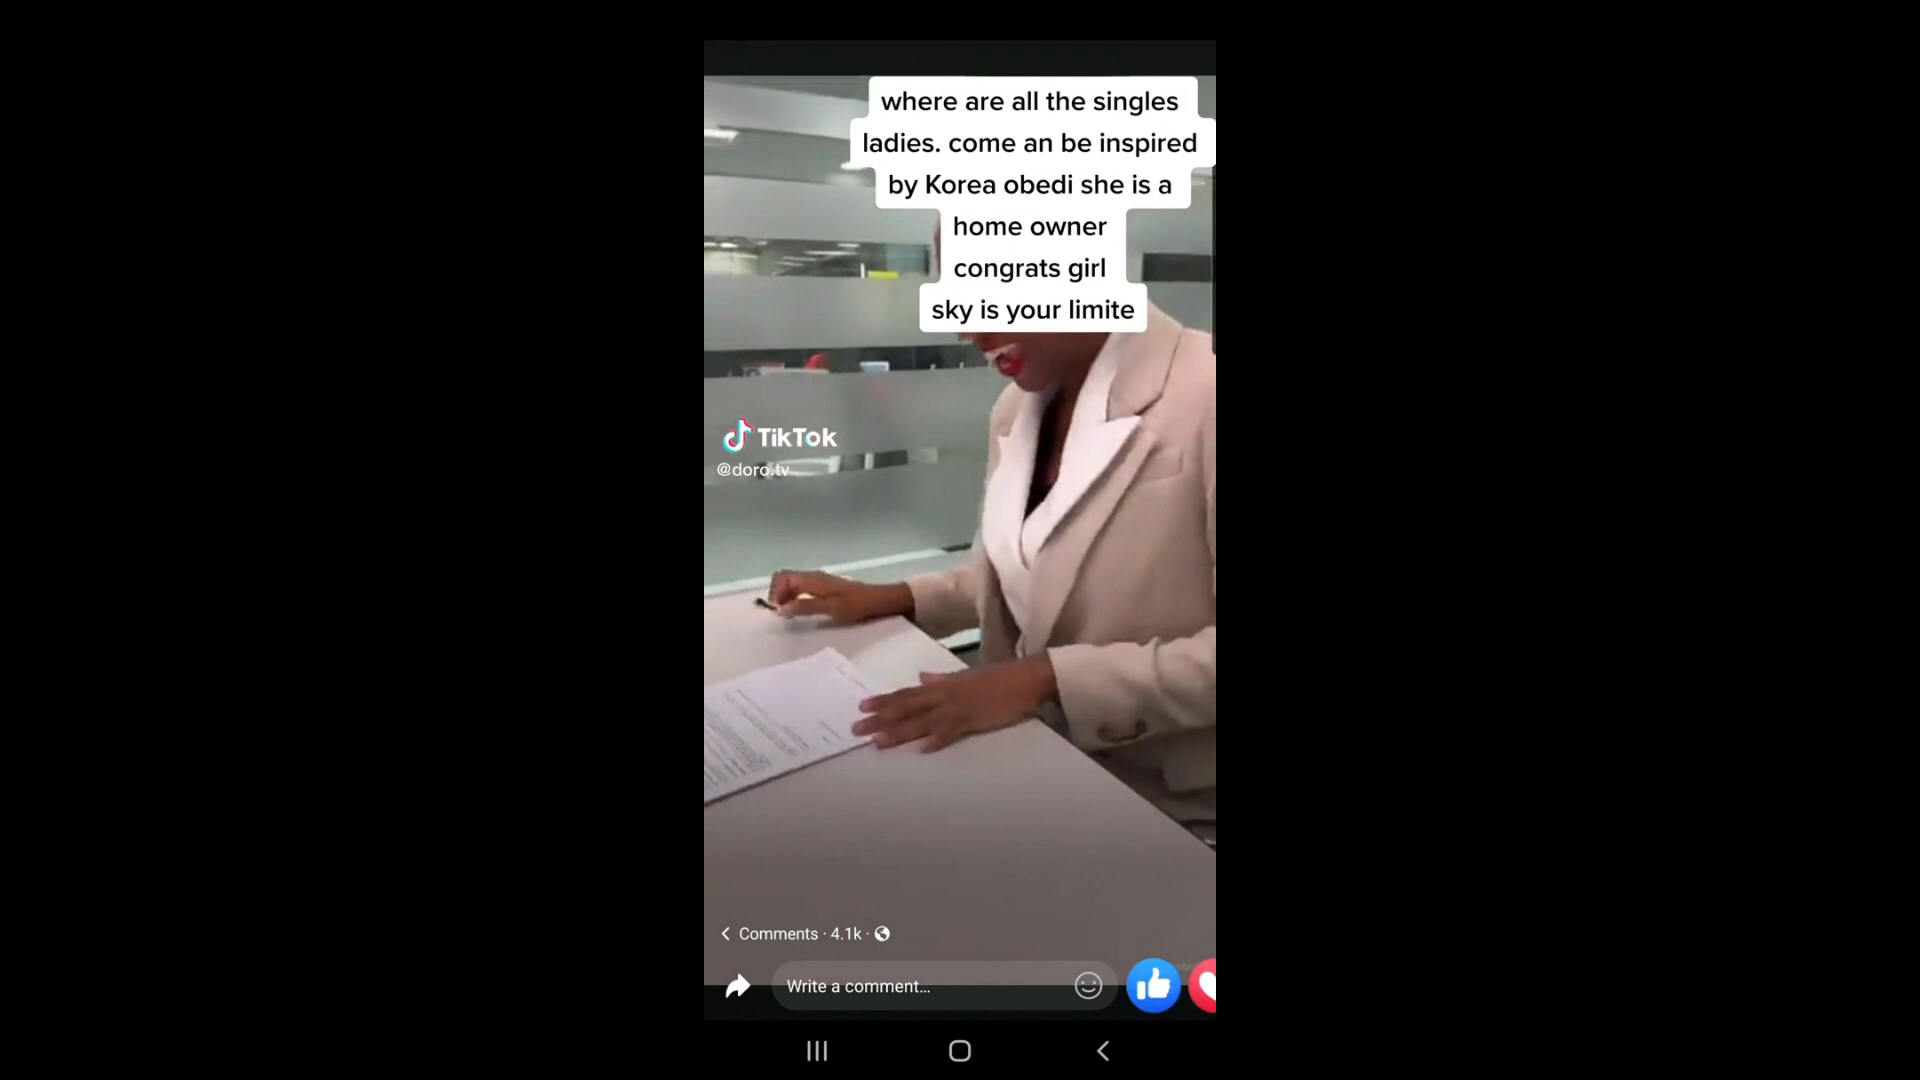 where are all the singles
ladies. come an be inspired
by Korea obedi she is a
home owner
congrats girl
sky is your limite
TikTok
@doro.tv
Comments · 4.1k ·
Write a comment...